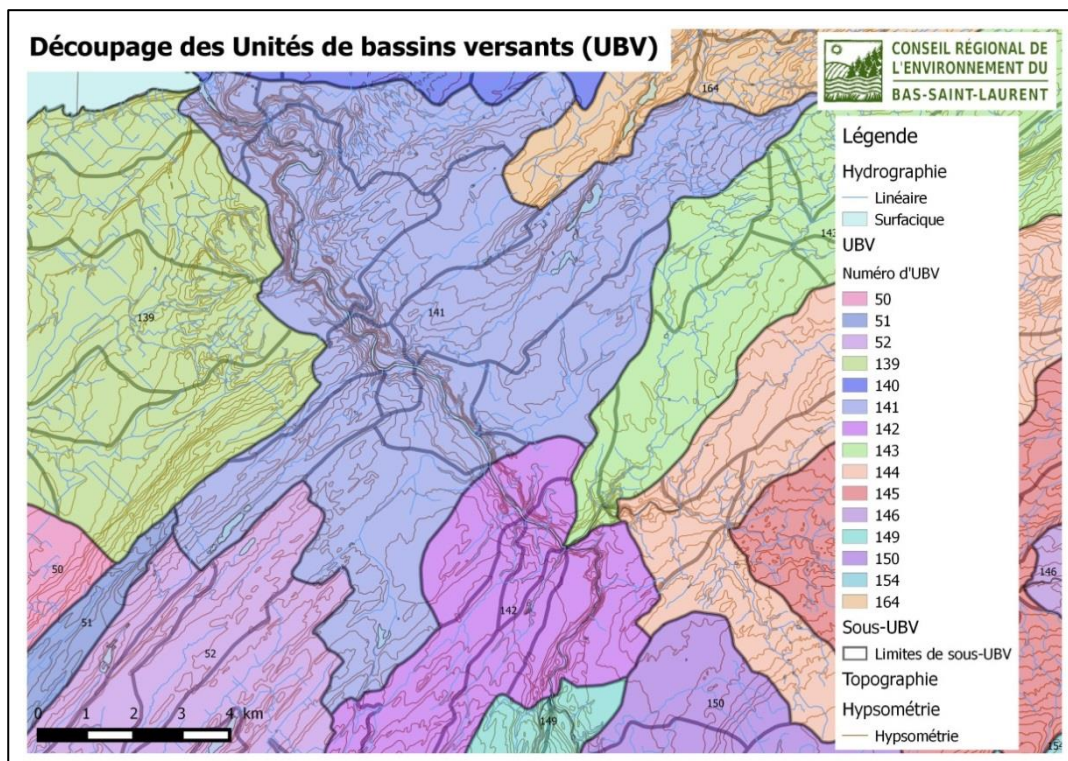 Découpage des Unités de bassins versants (UBV)
CONSEIL RÉGIONAL DE
L'ENVIRONNEMENT DU
BAS-SAINT-LAURENT
Légende
Hydrographie
Linéaire
Surfacique
UBV
Numéro d'UBV
50
51
52
139
140
141
142
143
144
145
146
149
150
154
164
Sous-UBV
Limites de sous-UBV
Topographie
Hypsométrie
Hypsométrie
164
143
139
141
50
51
52
142
146
150
149
154
0 1 2 3 4 km